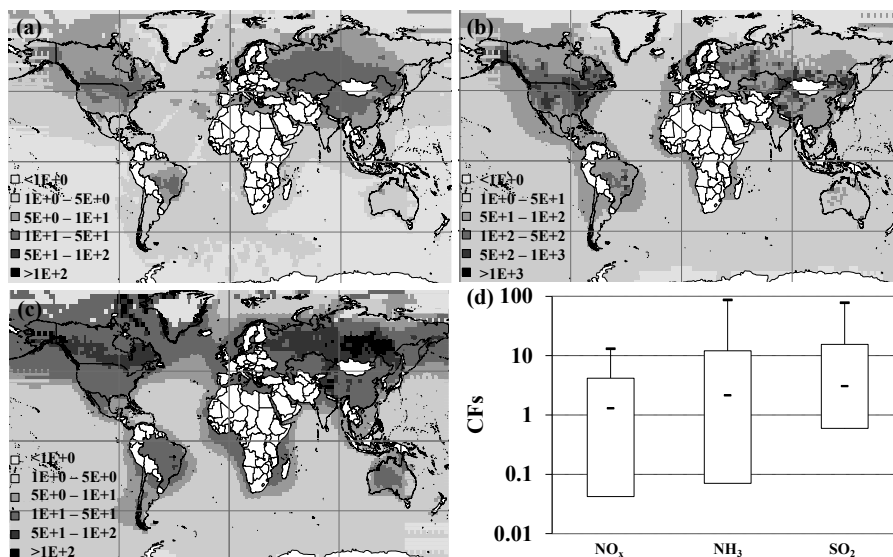 (a)
<1E+0
1E+0 – 5E+0
5E+0 – 1E+1
1E+1 – 5E+1
5E+1 – 1E+2
>1E+2
(b)
<1E+0
1E+0 – 5E+1
5E+1 – 1E+2
1E+2 – 5E+2
5E+2 – 1E+3
>1E+3
(c)
<1E+0
1E+0 – 5E+0
5E+0 – 1E+1
1E+1 – 5E+1
5E+1 – 1E+2
>1E+2
(d)
CFs
100
10
1
0.1
0.01
NOₓ NH₃ SO₂